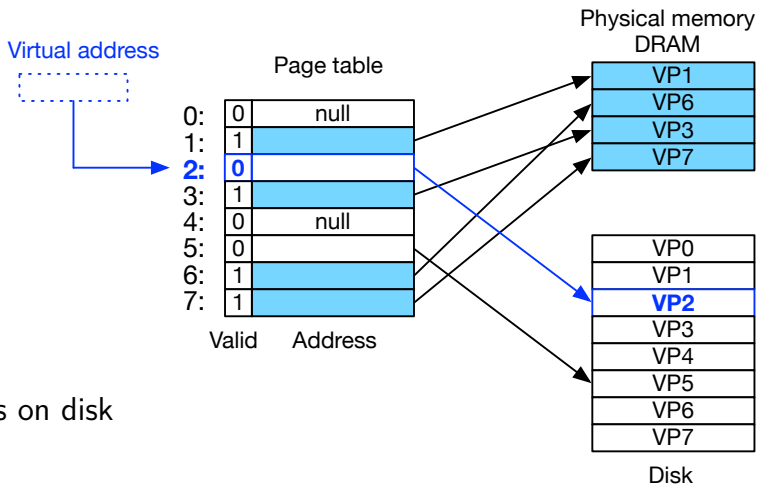 Virtual address
Page table
0: 0 null
1: 1
2: 0
3: 1
4: 0 null
5: 0
6: 1
7: 1
Valid Address
Physical memory
DRAM
VP1
VP6
VP3
VP7
VP0
VP1
VP2
VP3
VP4
VP5
VP6
VP7
Disk
s on disk